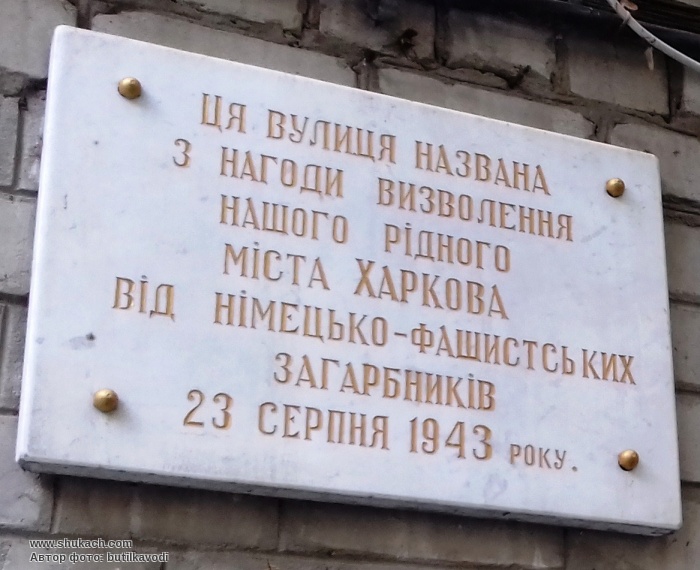 ЦЯ ВУЛИЦЯ НАЗВАНА
З НАГОДИ ВИЗВОЛЕННЯ
НАШОГО РІДНОГО
МІСТА ХАРКОВА
ВІД НІМЕЦЬКО-ФАШИСТСЬКИХ
ЗАГАРБНИКІВ
23 СЕРПНЯ 1943 РОКУ.
www.shukach.com
Автор фото: butilkavodi